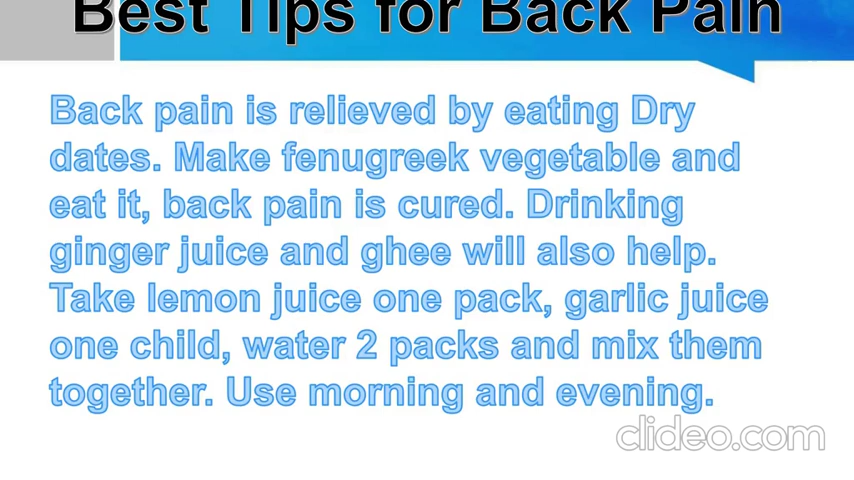 Best Tips for Back Pain
Back pain is relieved by eating Dry
dates. Make fenugreek vegetable and
eat it, back pain is cured. Drinking
ginger juice and ghee will also help.
Take lemon juice one pack, garlic juice
one child, water 2 packs and mix them
together. Use morning and evening.
clideo.com